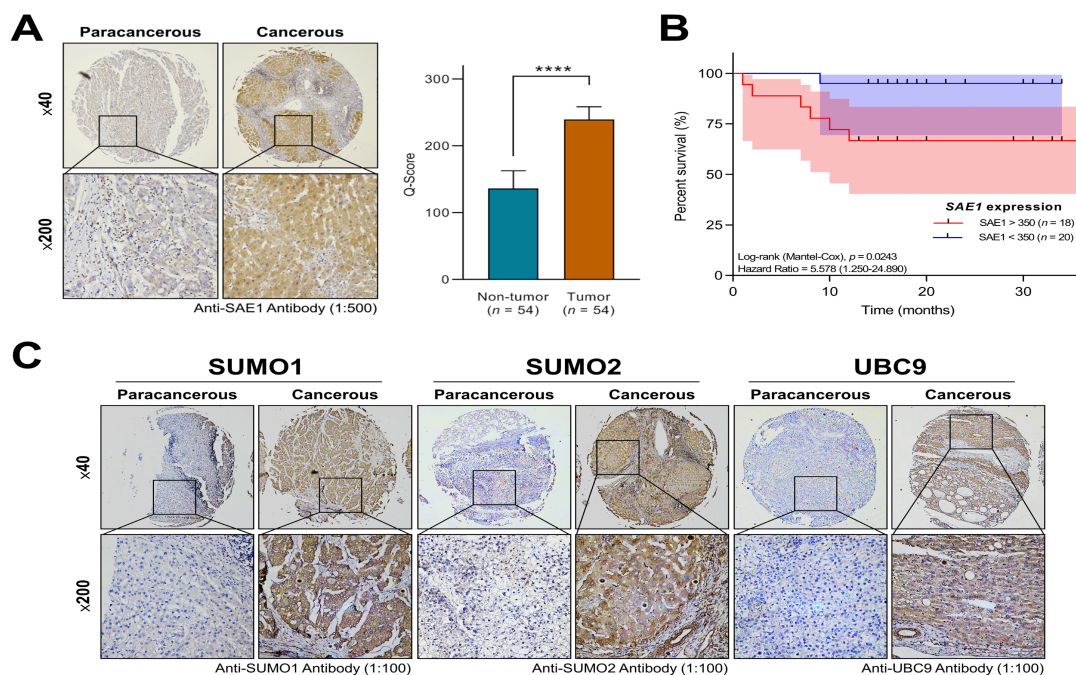 A
Paracancerous
Cancerous
x40
x200
Anti-SAE1 Antibody (1:500)
****
300
200
100
0
Q-Score
Non-tumor
(n = 54)
Tumor
(n = 54)
B
100
75
50
25
0
Percent survival (%)
SAE1 expression
SAE1 > 350 (n = 18)
SAE1 < 350 (n = 20)
Log-rank (Mantel-Cox), p = 0.0243
Hazard Ratio = 5.578 (1.250-24.890)
0 10 20 30
Time (months)
C
SUMO1
SUMO2
UBC9
Paracancerous
Cancerous
Paracancerous
Cancerous
Paracancerous
Cancerous
x40
x200
Anti-SUMO1 Antibody (1:100)
Anti-SUMO2 Antibody (1:100)
Anti-UBC9 Antibody (1:100)